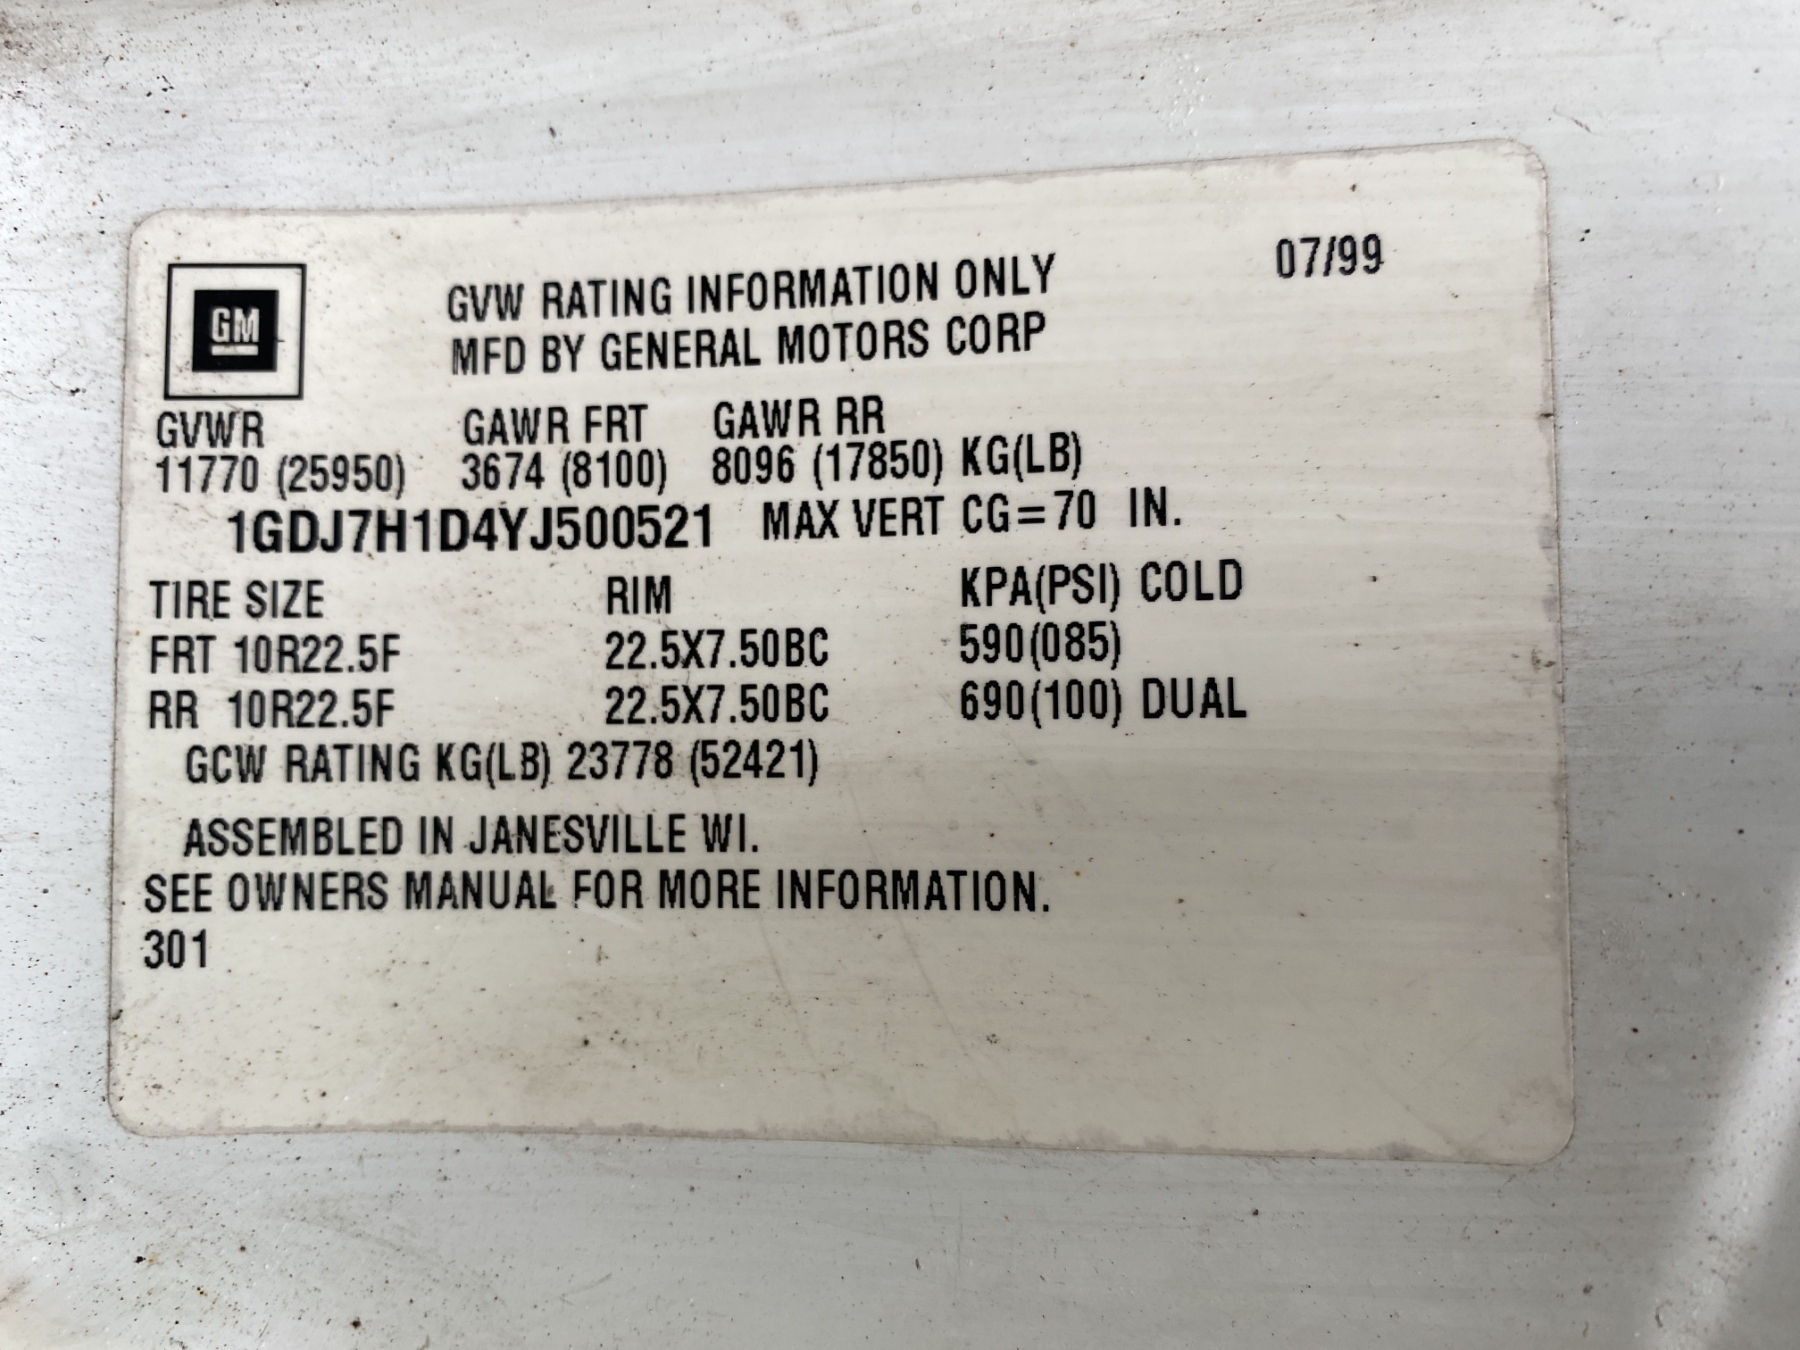 GM
GVW RATING INFORMATION ONLY 07/99
MFD BY GENERAL MOTORS CORP
GVWR GAWR FRT GAWR RR
11770 (25950) 3674 (8100) 8096 (17850) KG(LB)
1GDJ7H1D4YJ500521 MAX VERT CG=70 IN.
TIRE SIZE RIM KPA(PSI) COLD
FRT 10R22.5F 22.5X7.50BC 590(085)
RR 10R22.5F 22.5X7.50BC 690(100) DUAL
GCW RATING KG(LB) 23778 (52421)
ASSEMBLED IN JANESVILLE WI.
SEE OWNERS MANUAL FOR MORE INFORMATION.
301